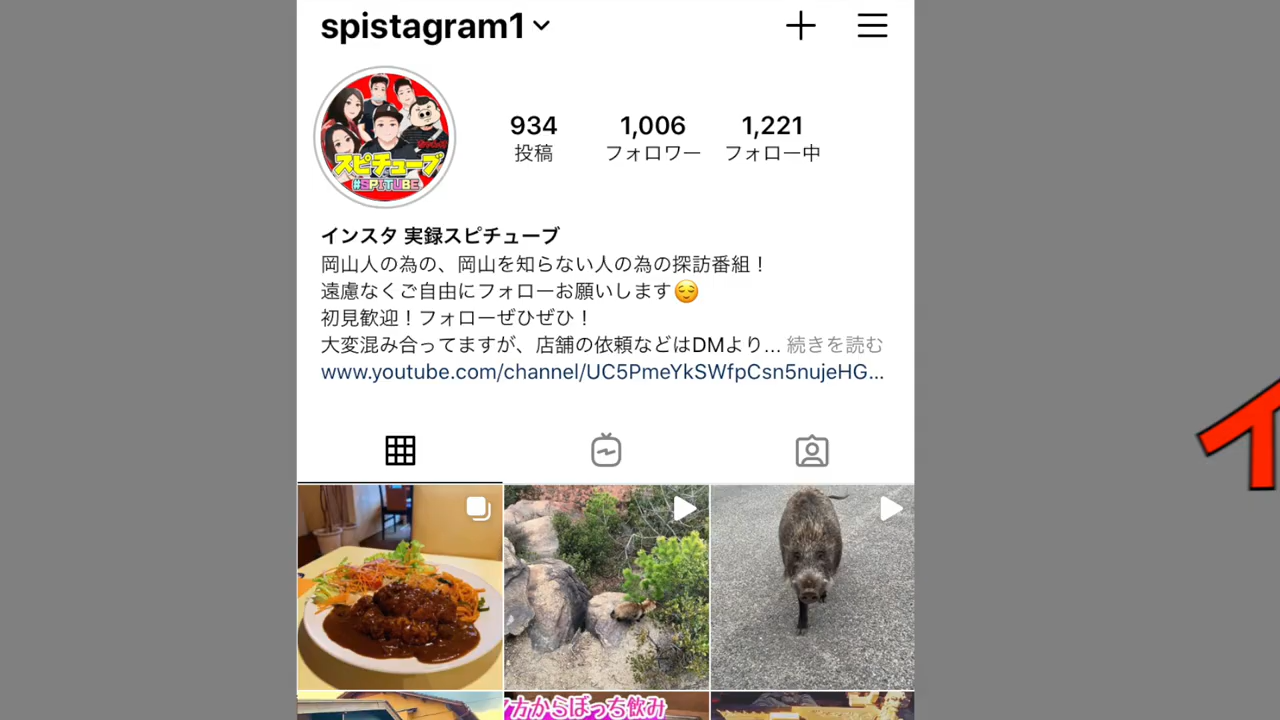 spistagram1
934
投稿
1,006
フォロワー
1,221
フォロー中
スピチューブ
#SPITUBE
インスタ 実録スピチューブ
岡山人の為の、岡山を知らない人の為の探訪番組！
遠慮なくご自由にフォローお願いします😌
初見歓迎！フォローぜひぜひ！
大変混み合ってますが、店舗の依頼などはDMより... 続きを読む
www.youtube.com/channel/UC5PmeYkSWfpCsn5nujeHG...
イ
方からぼっち飲み